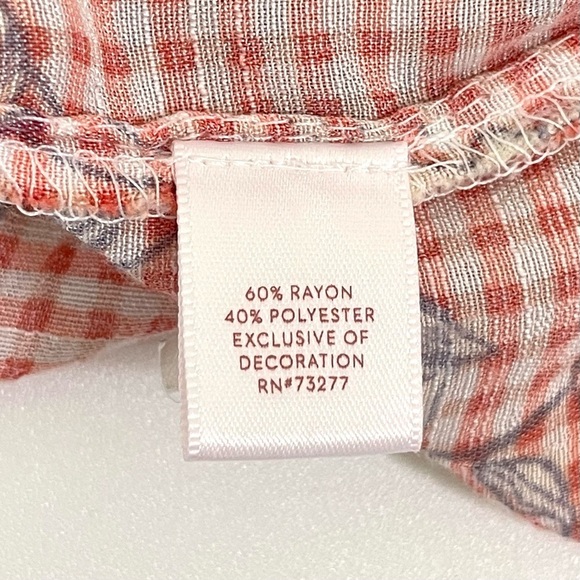 60% RAYON
40% POLYESTER
EXCLUSIVE OF
DECORATION
RN#73277